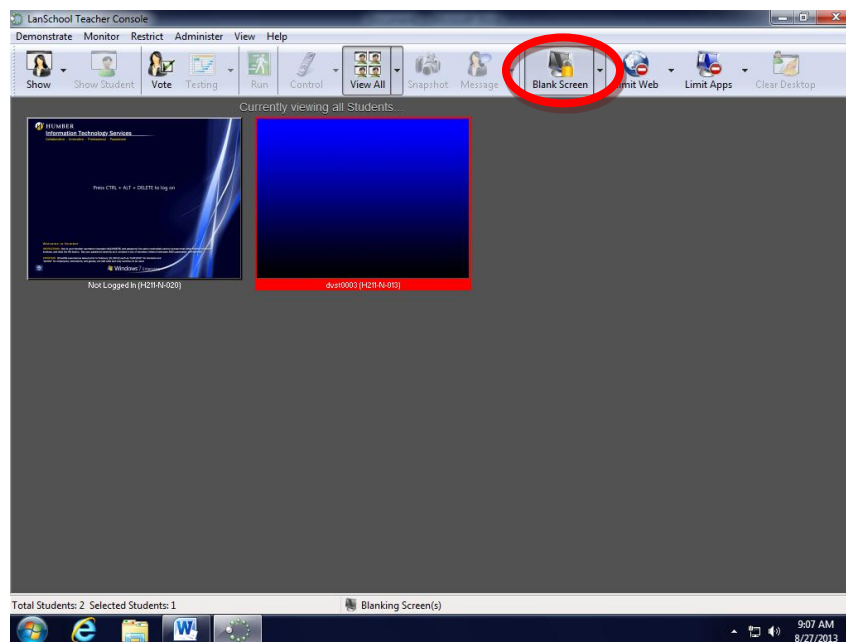 LanSchool Teacher Console
Demonstrate Monitor Restrict Administer View Help
Show Show Student Vote Testing Run Control View All Snapshot Message Blank Screen Limit Web Limit Apps Clear Desktop
Currently viewing all Students...
HUMBER
Information Technology Services
Press CTRL + ALT + DELETE to log on
Windows 7
Not Logged In (H211-N-020)
dvst0003 (H211-N-013)
Total Students: 2 Selected Students: 1
Blanking Screen(s)
9:07 AM
8/27/2013